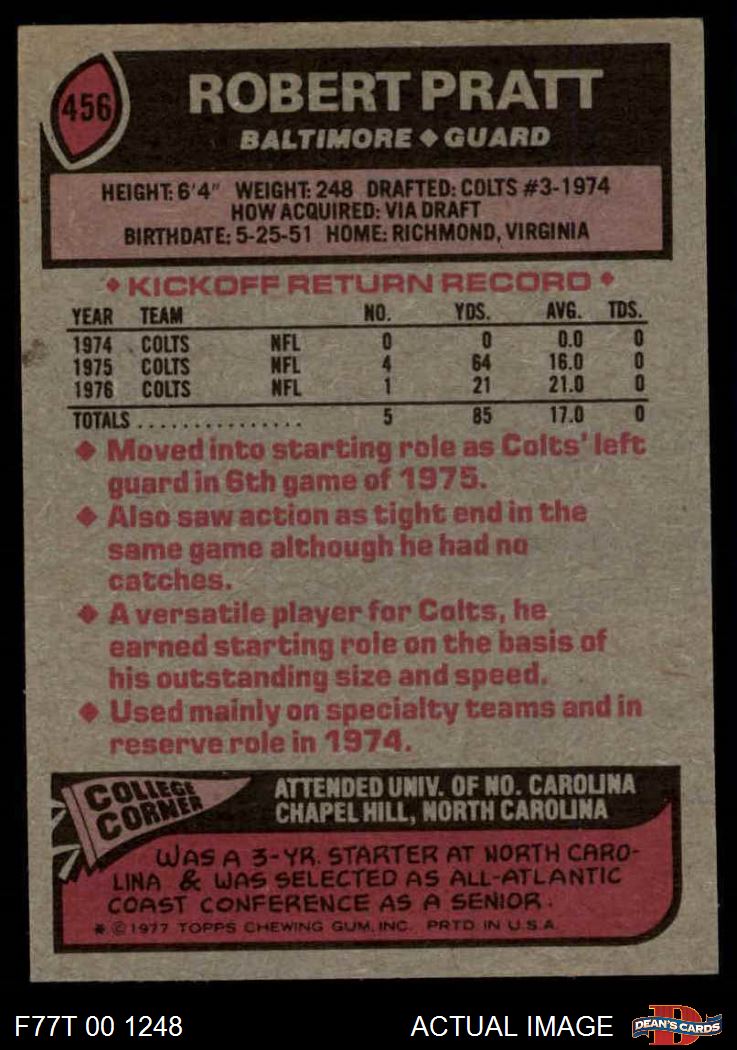 456
ROBERT PRATT
BALTIMORE ◆ GUARD
HEIGHT: 6'4" WEIGHT: 248 DRAFTED: COLTS #3-1974
HOW ACQUIRED: VIA DRAFT
BIRTHDATE: 5-25-51 HOME: RICHMOND, VIRGINIA
◆ KICKOFF RETURN RECORD ◆
YEAR TEAM NO. YDS. AVG. TDS.
1974 COLTS NFL 0 0 0.0 0
1975 COLTS NFL 4 64 16.0 0
1976 COLTS NFL 1 21 21.0 0
TOTALS ............... 5 85 17.0 0
◆ Moved into starting role as Colts' left
guard in 6th game of 1975.
◆ Also saw action as tight end in the
same game although he had no
catches.
◆ A versatile player for Colts, he
earned starting role on the basis of
his outstanding size and speed.
◆ Used mainly on specialty teams and in
reserve role in 1974.
COLLEGE
CORNER
ATTENDED UNIV. OF NO. CAROLINA
CHAPEL HILL, NORTH CAROLINA
WAS A 3-YR. STARTER AT NORTH CARO-
LINA & WAS SELECTED AS ALL-ATLANTIC
COAST CONFERENCE AS A SENIOR.
* © 1977 TOPPS CHEWING GUM, INC. PRTD. IN U.S.A.
F77T 00 1248 ACTUAL IMAGE
D
DEAN'S CARDS